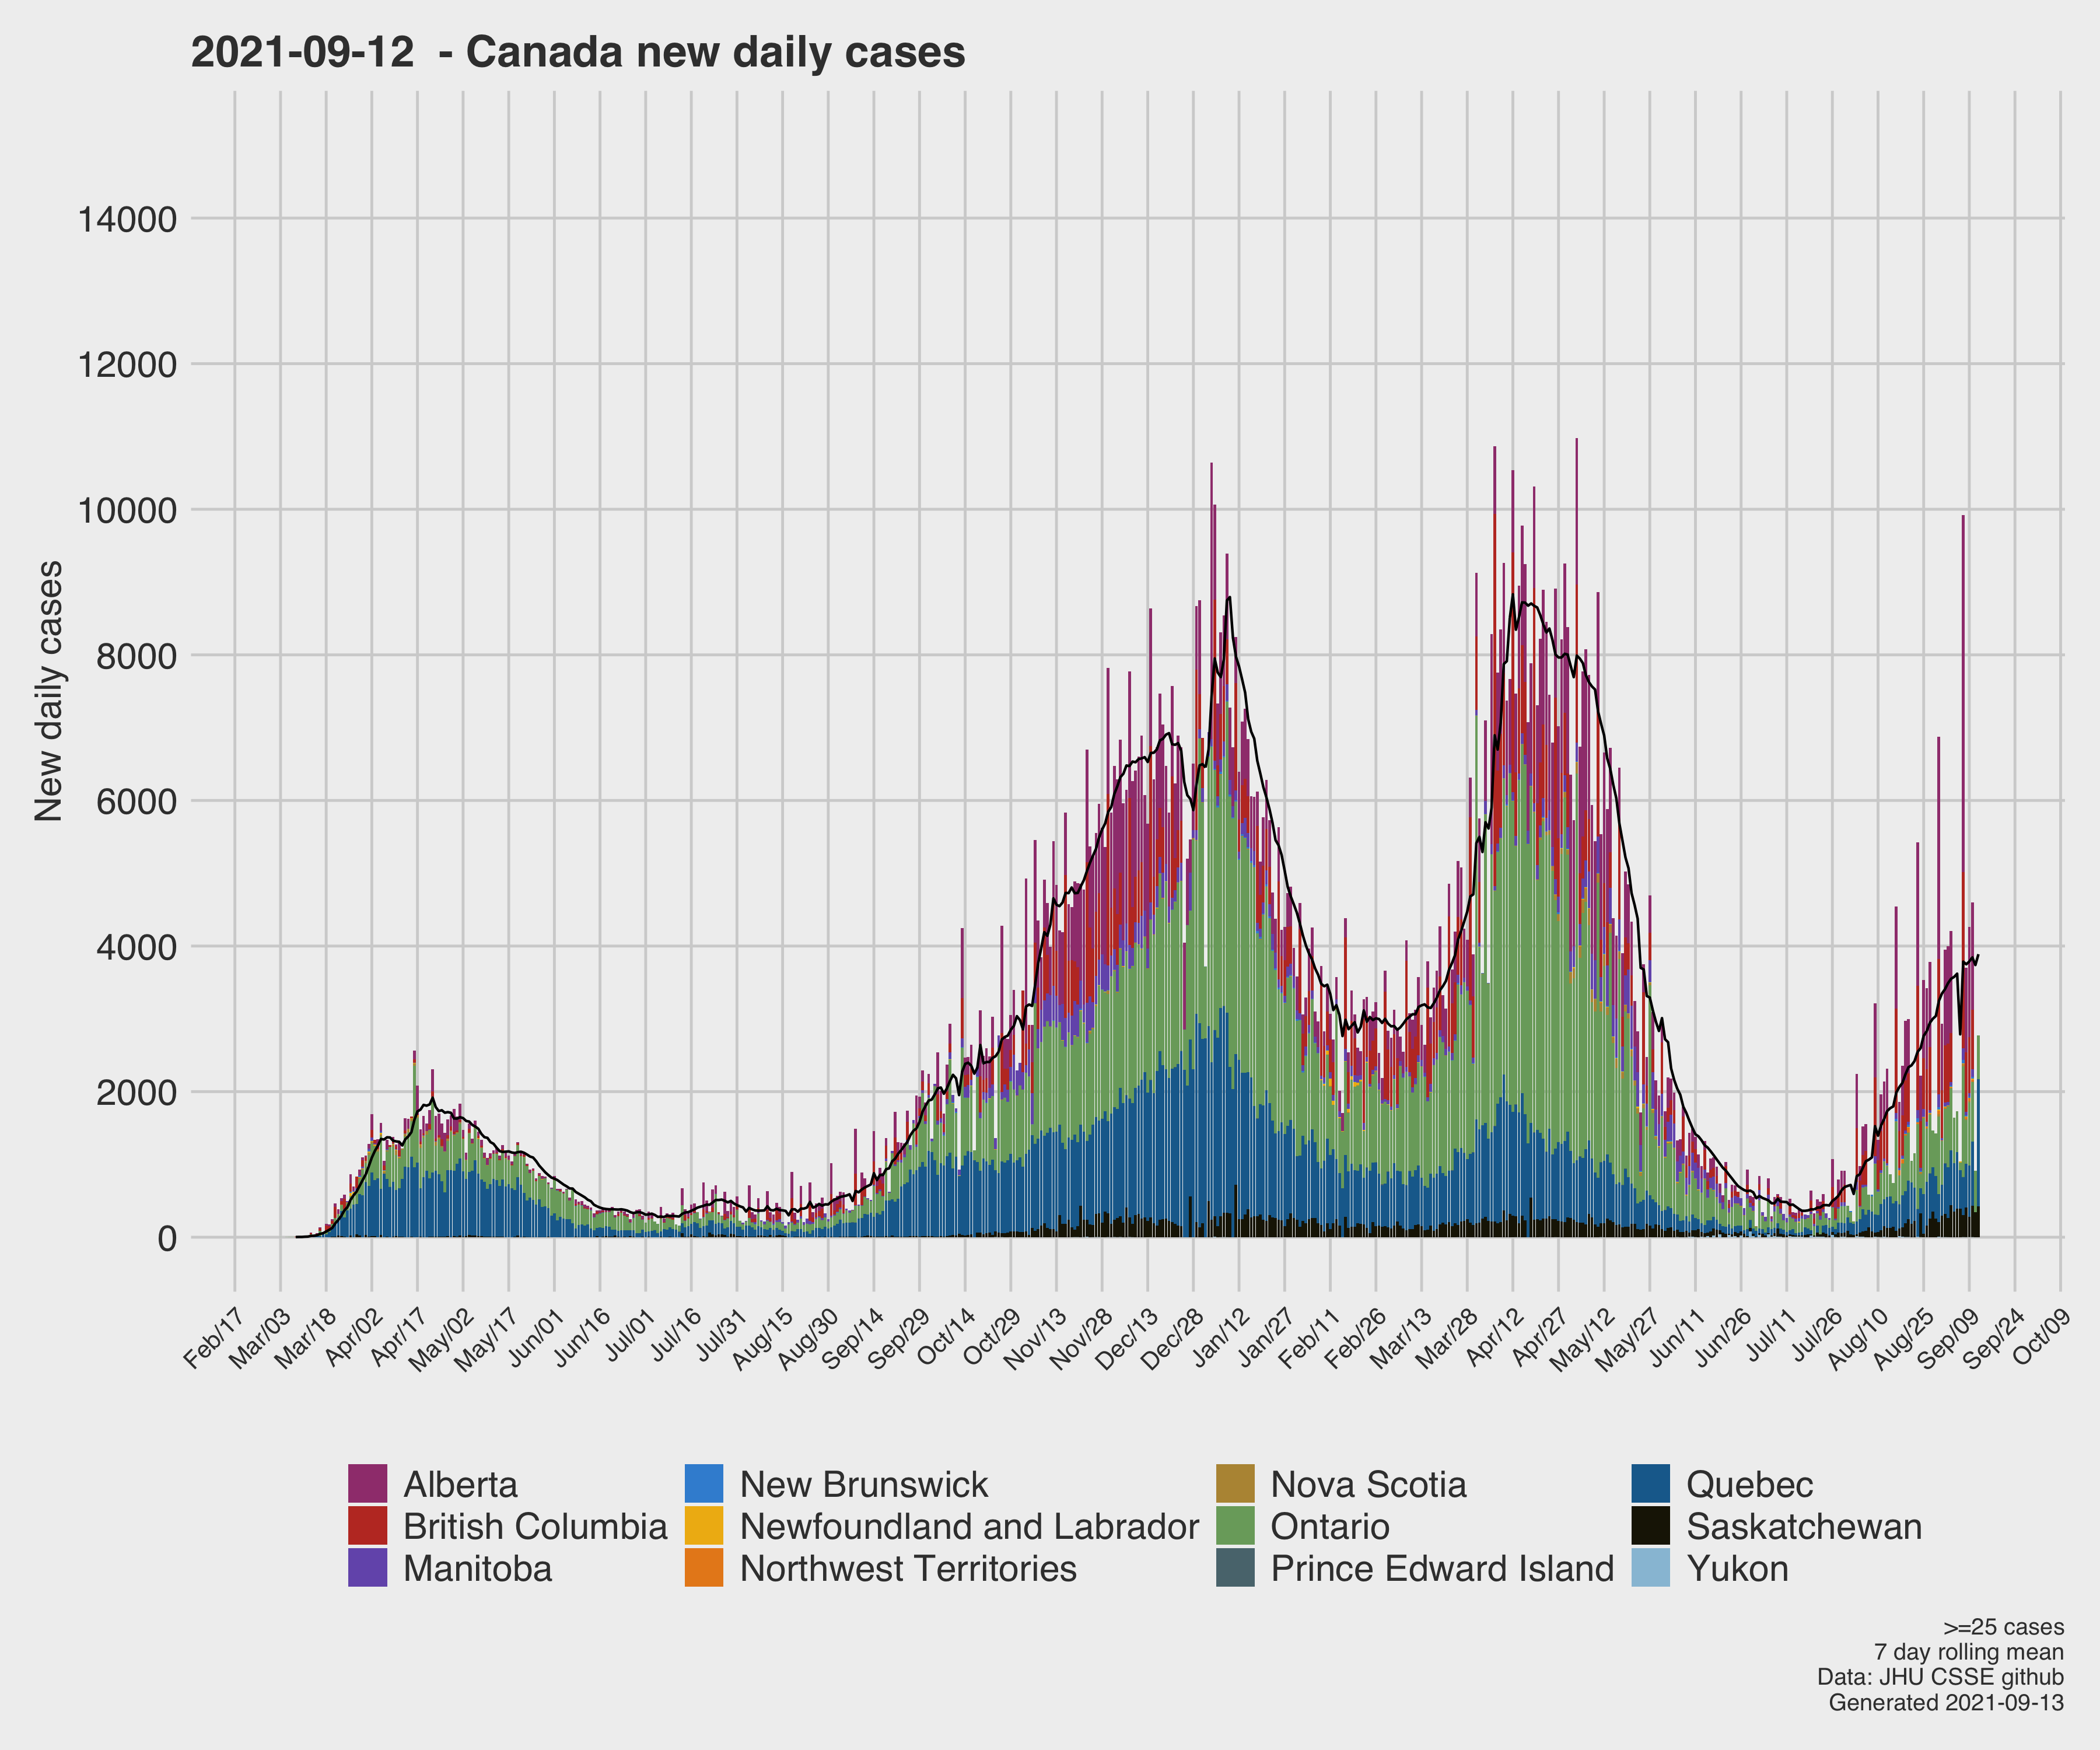 2021-09-12 - Canada new daily cases
New daily cases
14000
12000
10000
8000
6000
4000
2000
0
Feb/17
Mar/03
Mar/18
Apr/02
Apr/17
May/02
May/17
Jun/01
Jun/16
Jul/01
Jul/16
Jul/31
Aug/15
Aug/30
Sep/14
Sep/29
Oct/14
Oct/29
Nov/13
Nov/28
Dec/13
Dec/28
Jan/12
Jan/27
Feb/11
Feb/26
Mar/13
Mar/28
Apr/12
Apr/27
May/12
May/27
Jun/11
Jun/26
Jul/11
Jul/26
Aug/10
Aug/25
Sep/09
Sep/24
Oct/09
Alberta
British Columbia
Manitoba
New Brunswick
Newfoundland and Labrador
Northwest Territories
Nova Scotia
Ontario
Prince Edward Island
Quebec
Saskatchewan
Yukon
>=25 cases
7 day rolling mean
Data: JHU CSSE github
Generated 2021-09-13